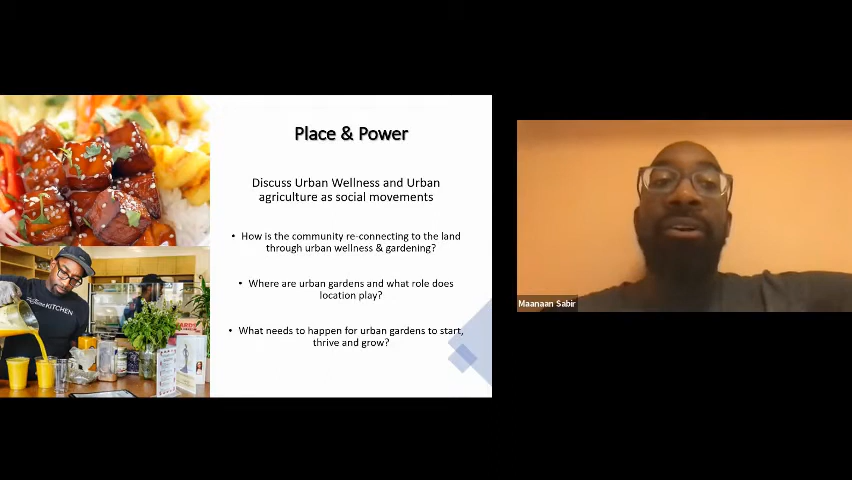 Place & Power
Discuss Urban Wellness and Urban
agriculture as social movements
• How is the community re-connecting to the land
through urban wellness & gardening?
• Where are urban gardens and what role does
location play?
• What needs to happen for urban gardens to start,
thrive and grow?
KITCHEN
Maanaan Sabir